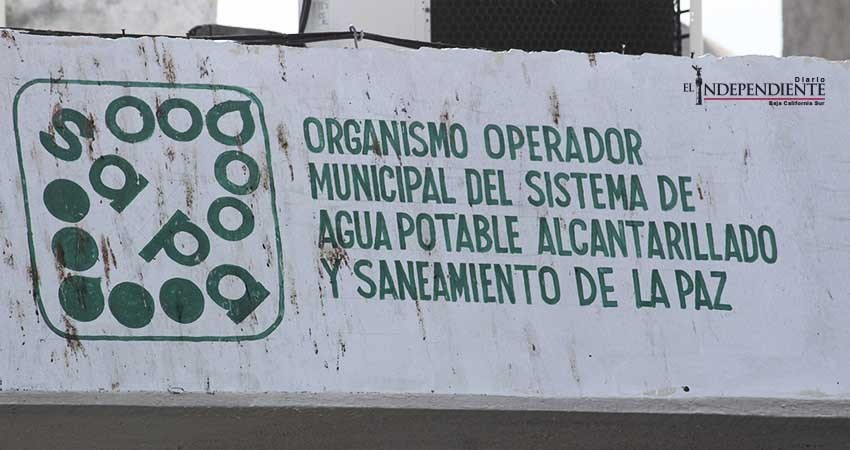 Diario
EL INDEPENDIENTE
Baja California Sur
sapa
ORGANISMO OPERADOR
MUNICIPAL DEL SISTEMA DE
AGUA POTABLE ALCANTARILLADO
Y SANEAMIENTO DE LA PAZ